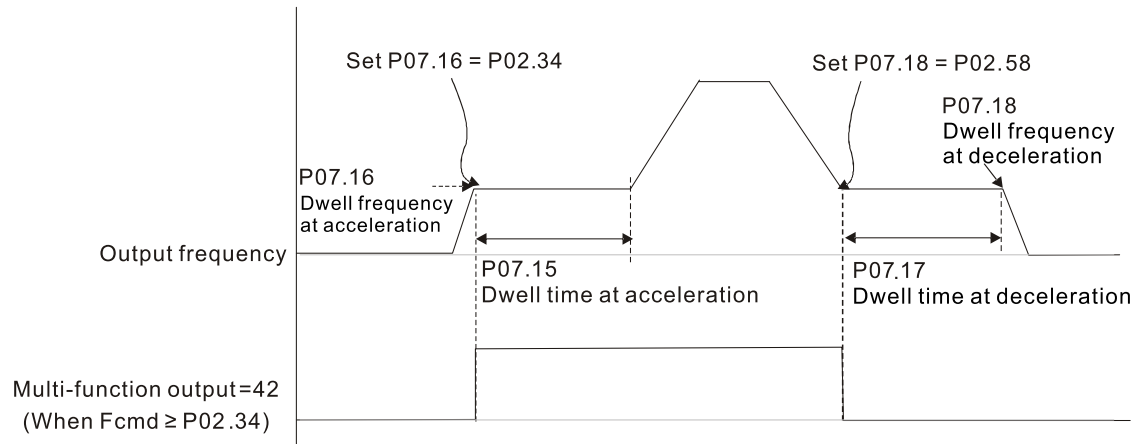 Set P07.16 = P02.34
Set P07.18 = P02.58
P07.18
Dwell frequency
at deceleration
P07.16
Dwell frequency
at acceleration
Output frequency
P07.15
Dwell time at acceleration
P07.17
Dwell time at deceleration
Multi-function output=42
(When Fcmd ≥ P02.34)